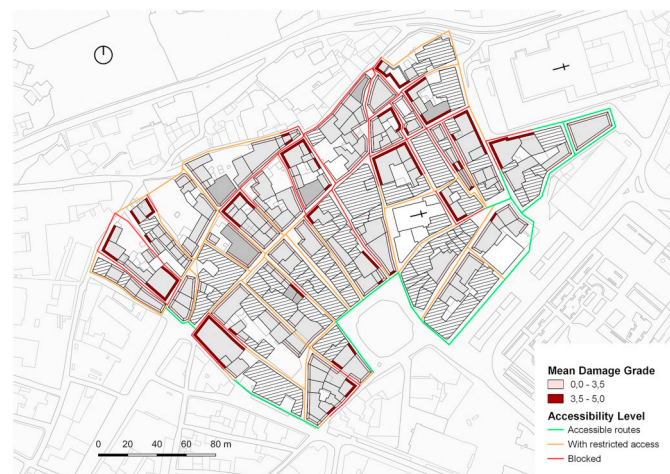 Mean Damage Grade
0,0 - 3,5
3,5 - 5,0
Accessibility Level
Accessible routes
With restricted access
Blocked
0 20 40 60 80 m